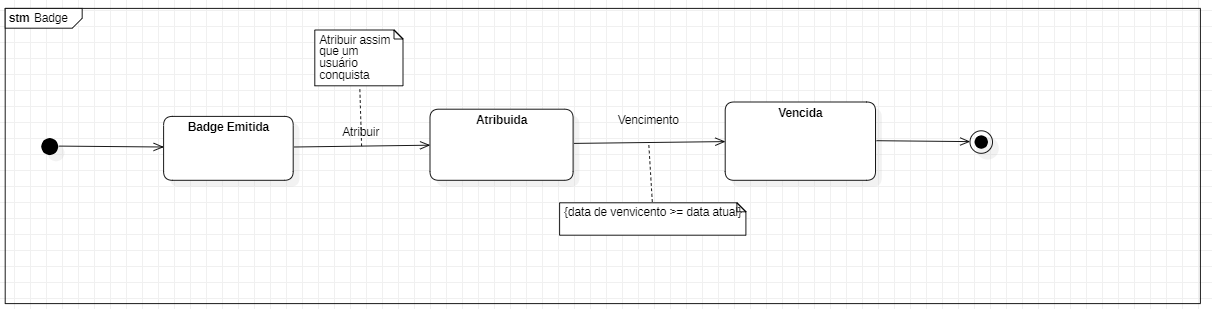 stm Badge
Atribuir assim
que um
usuário
conquista
Badge Emitida
Atribuir
Atribuida
Vencimento
Vencida
{data de venvicento >= data atual}